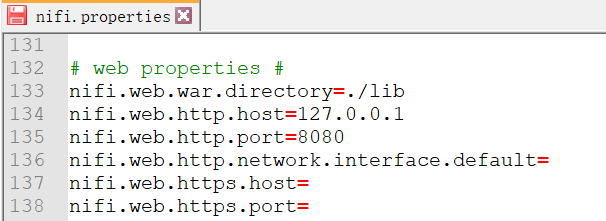 nifi.properties
131
132 # web properties #
133 nifi.web.war.directory=./lib
134 nifi.web.http.host=127.0.0.1
135 nifi.web.http.port=8080
136 nifi.web.http.network.interface.default=
137 nifi.web.https.host=
138 nifi.web.https.port=